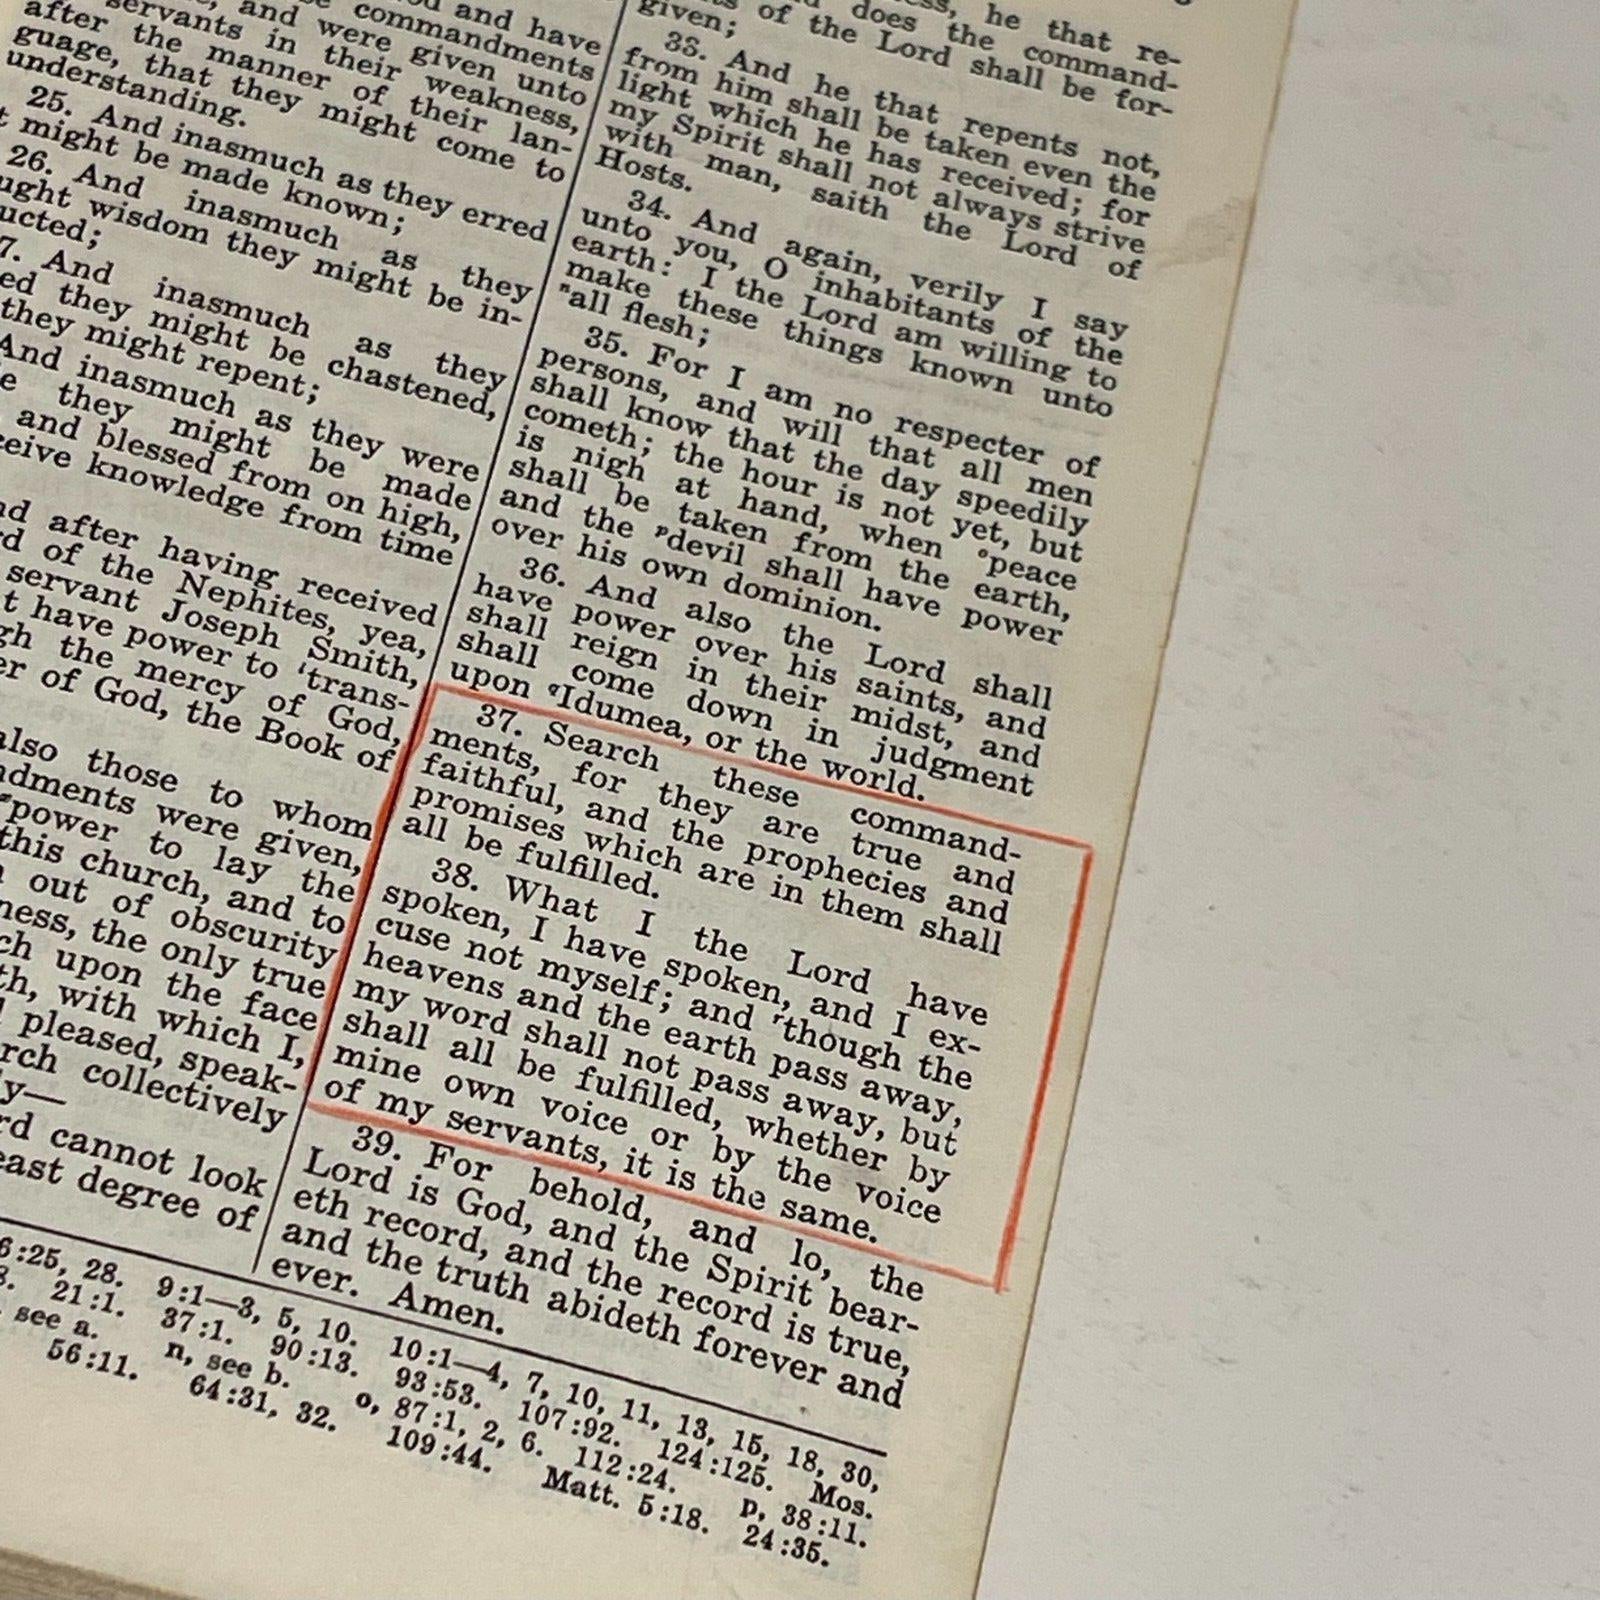 and have
commandments
and were given unto
servants in their weakness,
after the manner of their lan-
guage, that they might come to
understanding.
25. And inasmuch as they erred
might be made known;
26. And inasmuch as they
ught wisdom they might be in-
ucted;
7. And inasmuch as they
ed they might be chastened,
they might repent;
And inasmuch as they were
e they might be made
and blessed from on high,
ceive knowledge from time
nd after having received
rd of the Nephites, yea,
servant Joseph Smith,
t have power to trans-
gh the mercy of God,
er of God, the Book of
also those to whom
ndments were given,
power to lay the
this church, and to
out of obscurity
ness, the only true
ch upon the face
th, with which I,
pleased, speak-
rch collectively
ly—
rd cannot look
east degree of
he that re-
does the command-
of the Lord shall be for-
given;
33. And he that repents not,
from him shall be taken even the
light which he has received; for
my Spirit shall not always strive
with man, saith the Lord of
Hosts.
34. And again, verily I say
unto you, O inhabitants of the
earth: I the Lord am willing to
make these things known unto
"all flesh;
35. For I am no respecter of
persons, and will that all men
shall know that the day speedily
cometh; the hour is not yet, but
is nigh at hand, when °peace
shall be taken from the earth,
and the ᵖdevil shall have power
over his own dominion.
36. And also the Lord shall
have power over his saints, and
shall reign in their midst, and
shall come down in judgment
upon ᑫIdumea, or the world.
37. Search these command-
ments, for they are true and
faithful, and the prophecies and
promises which are in them shall
all be fulfilled.
38. What I the Lord have
spoken, I have spoken, and I ex-
cuse not myself; and ʳthough the
heavens and the earth pass away,
my word shall not pass away, but
shall all be fulfilled, whether by
mine own voice or by the voice
of my servants, it is the same.
39. For behold, and lo, the
Lord is God, and the Spirit bear-
eth record, and the record is true,
and the truth abideth forever and
ever. Amen.
6:25, 28. 9:1—3, 5, 10. 10:1—4, 7, 10, 11, 13, 15, 18, 30,
21:1. 37:1. 90:13. 93:53. 107:92. 124:125. Mos.
see a. n, see b. o, 87:1, 2, 6. 112:24. p, 38:11.
56:11. 64:31, 32. 109:44. Matt. 5:18. 24:35.